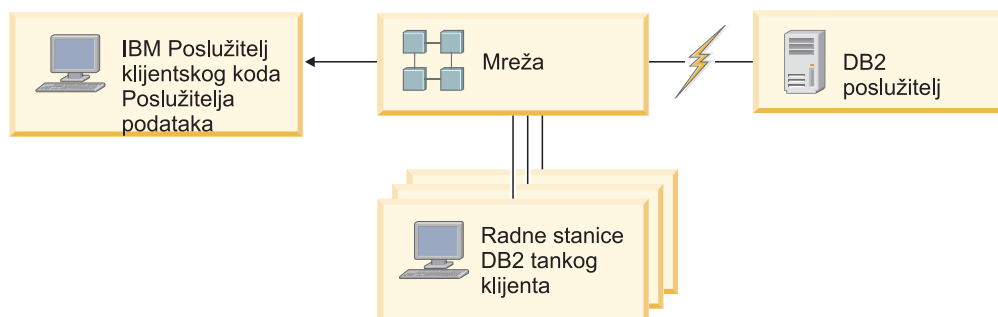 IBM Poslužitelj
klijentskog koda
Poslužitelja
podataka
Mreža
DB2
poslužitelj
Radne stanice
DB2 tankog
klijenta